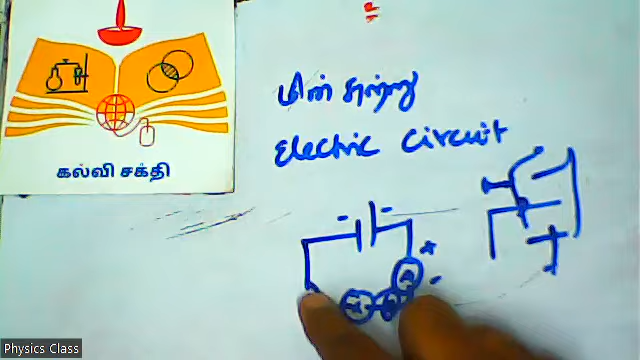 கல்வி சக்தி
மின் சுற்று
Electric Circuit
Physics Class